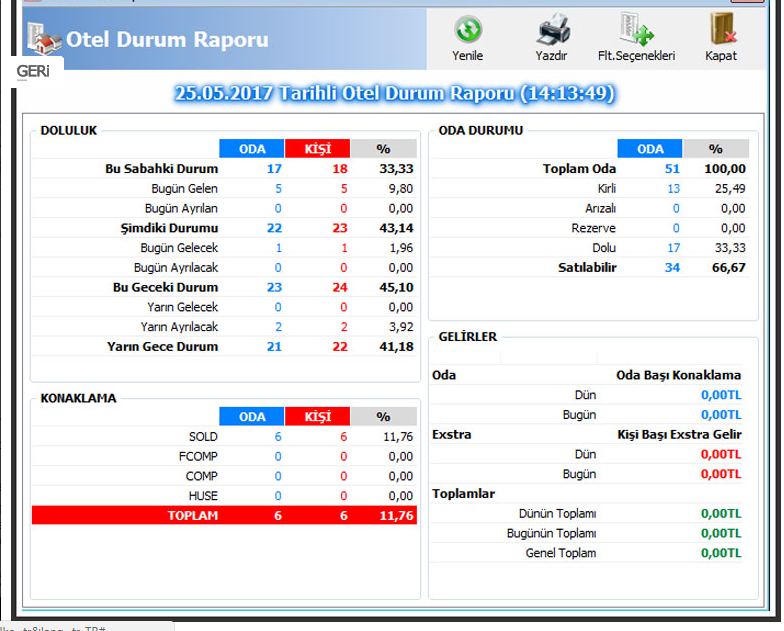 Otel Durum Raporu
Yenile Yazdır Flt.Seçenekleri Kapat
GERi
25.05.2017 Tarihli Otel Durum Raporu (14:13:49)
DOLULUK
ODA KİŞİ %
Bu Sabahki Durum 17 18 33,33
Bugün Gelen 5 5 9,80
Bugün Ayrılan 0 0 0,00
Şimdiki Durumu 22 23 43,14
Bugün Gelecek 1 1 1,96
Bugün Ayrılacak 0 0 0,00
Bu Geceki Durum 23 24 45,10
Yarın Gelecek 0 0 0,00
Yarın Ayrılacak 2 2 3,92
Yarın Gece Durum 21 22 41,18
KONAKLAMA
ODA KİŞİ %
SOLD 6 6 11,76
FCOMP 0 0 0,00
COMP 0 0 0,00
HUSE 0 0 0,00
TOPLAM 6 6 11,76
ODA DURUMU
ODA %
Toplam Oda 51 100,00
Kirli 13 25,49
Arızalı 0 0,00
Rezerve 0 0,00
Dolu 17 33,33
Satılabilir 34 66,67
GELİRLER
Oda Oda Başı Konaklama
Dün 0,00TL
Bugün 0,00TL
Exstra Kişi Başı Exstra Gelir
Dün 0,00TL
Bugün 0,00TL
Toplamlar
Dünün Toplamı 0,00TL
Bugünün Toplamı 0,00TL
Genel Toplam 0,00TL